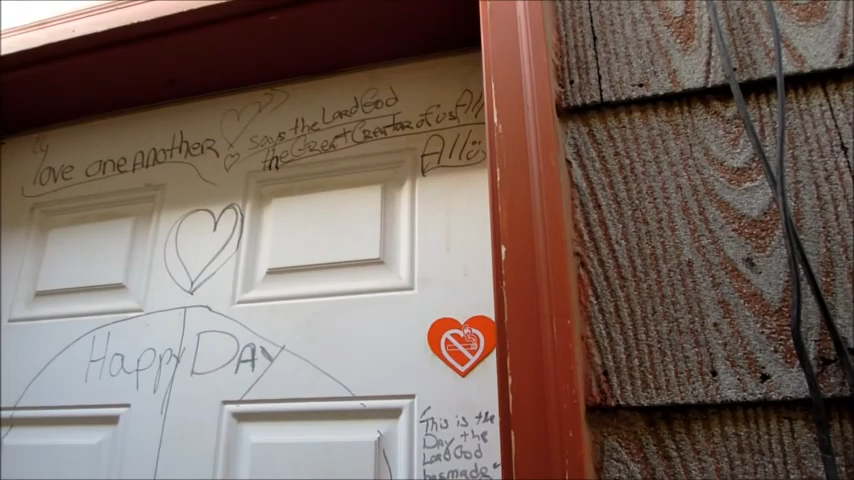 love one Another
says the Lord God
the Great Creator of us All
All
Happy Day
"This is the
Day the
Lord God
has made"